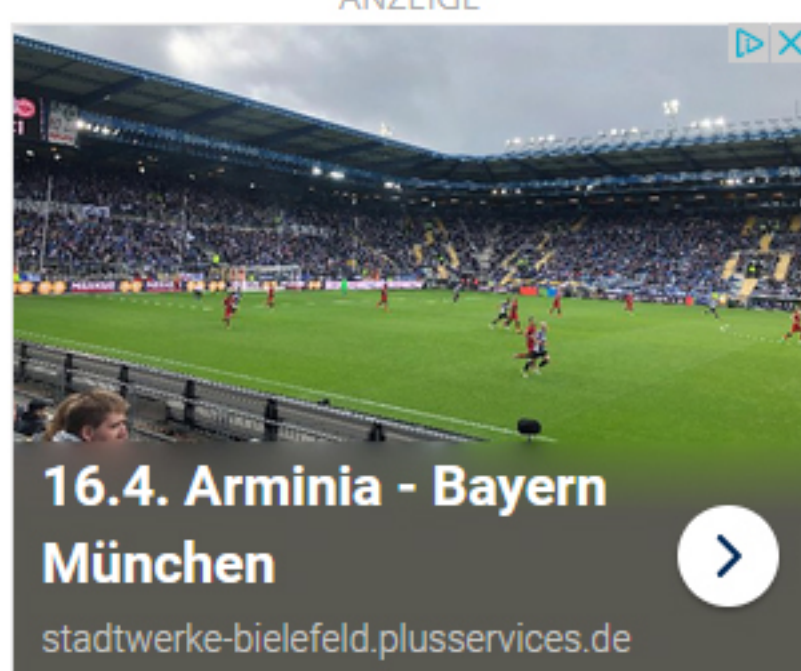 ANZEIGE
16.4. Arminia - Bayern
München
stadtwerke-bielefeld.plusservices.de